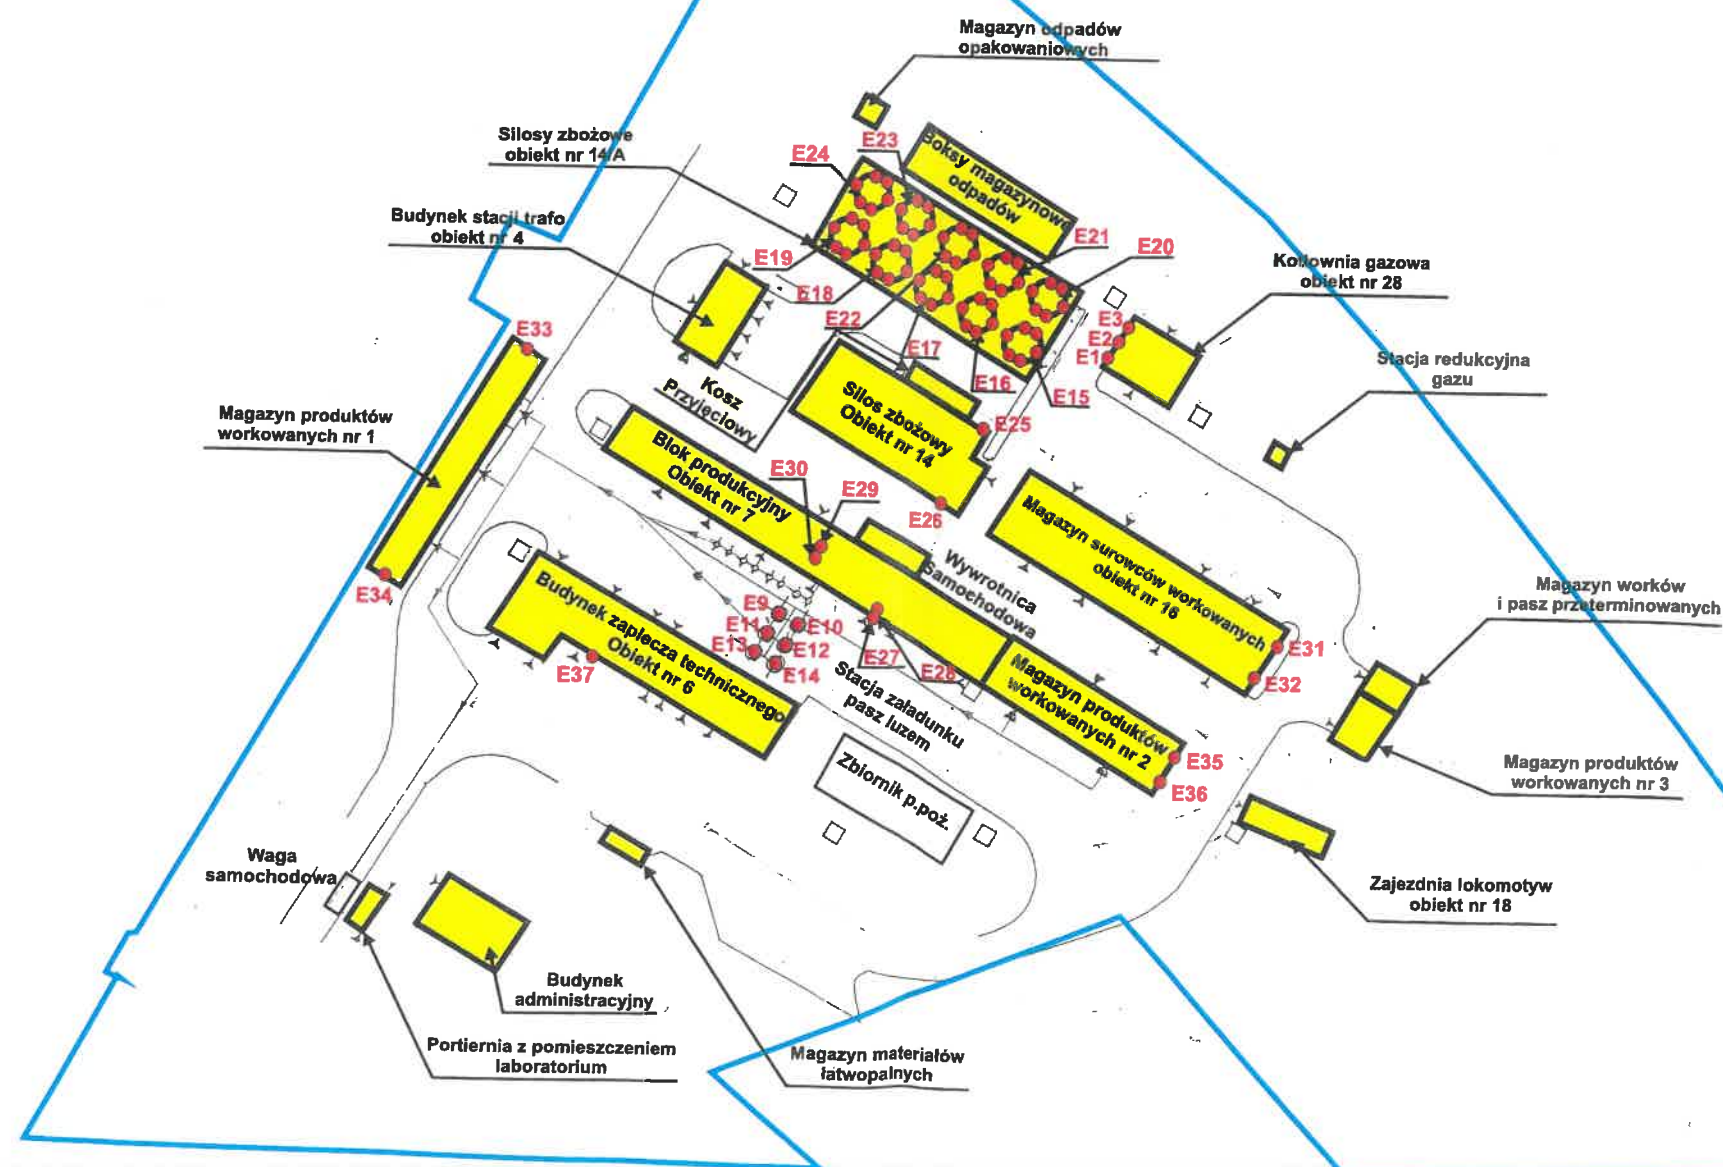 Magazyn odpadów
opakowaniowych
Silosy zbożowe
obiekt nr 14/A
E24
E23
Boksy magazynowe
odpadów
Budynek stacji trafo
obiekt nr 4
E19
E18
E22
E17
E16
E15
E21
E20
Kotłownia gazowa
obiekt nr 28
E3
E2
E1
Stacja redukcyjna
gazu
E33
Magazyn produktów
workowanych nr 1
E34
Kosz
Przyjęciowy
Silos zbożowy
Obiekt nr 14
E25
E26
Blok produkcyjny
Obiekt nr 7
E30
E29
Wywrotnica
Samochodowa
Magazyn surowców workowanych
obiekt nr 16
E31
E32
Magazyn worków
i pasz przeterminowanych
Budynek zaplecza technicznego
Obiekt nr 6
E37
E9
E10
E11
E12
E13
E14
E27
E28
Stacja załadunku
pasz luzem
Magazyn produktów
workowanych nr 2
E35
E36
Magazyn produktów
workowanych nr 3
Zbiornik p.poż.
Zajezdnia lokomotyw
obiekt nr 18
Waga
samochodowa
Budynek
administracyjny
Portiernia z pomieszczeniem
laboratorium
Magazyn materiałów
łatwopalnych